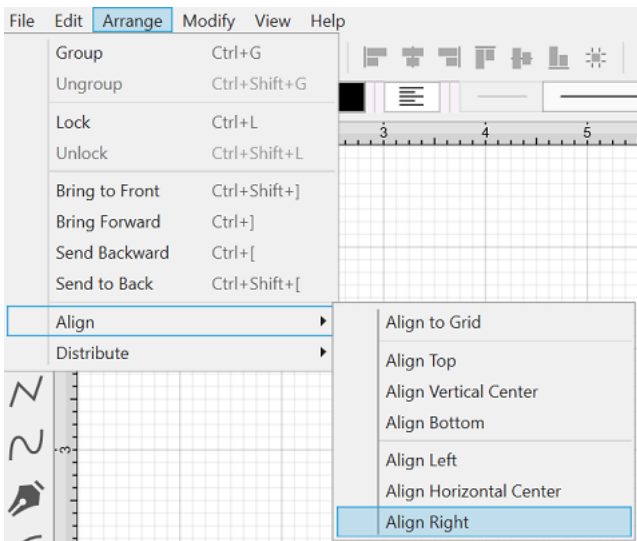 File Edit Arrange Modify View Help
Group Ctrl+G
Ungroup Ctrl+Shift+G
Lock Ctrl+L
Unlock Ctrl+Shift+L
Bring to Front Ctrl+Shift+]
Bring Forward Ctrl+]
Send Backward Ctrl+[
Send to Back Ctrl+Shift+[
Align
Distribute
3 4 5
Align to Grid
Align Top
Align Vertical Center
Align Bottom
Align Left
Align Horizontal Center
Align Right
3